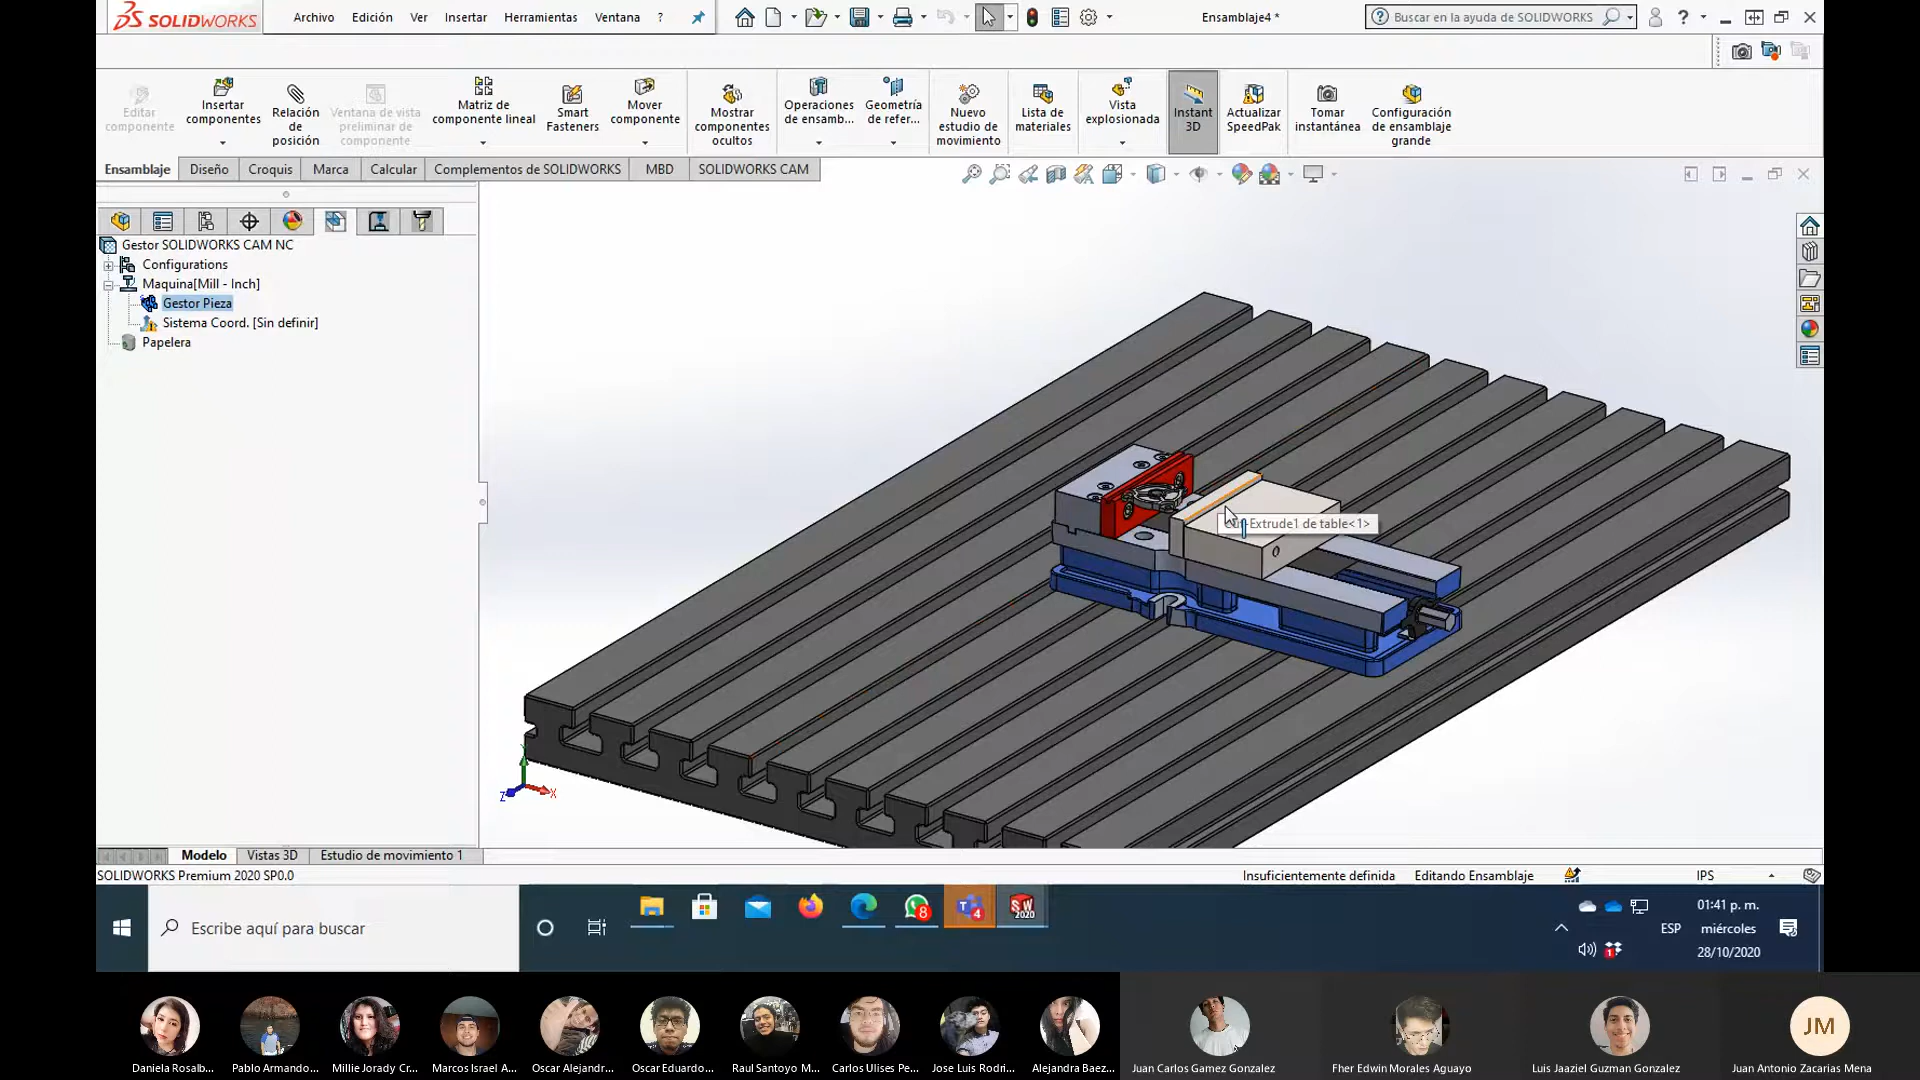 SOLIDWORKS
Archivo Edición Ver Insertar Herramientas Ventana ?
Ensamblaje4 *
Buscar en la ayuda de SOLIDWORKS
Editar componente
Insertar componentes
Relación de posición
Ventana de vista preliminar de componente
Matriz de componente lineal
Smart Fasteners
Mover componente
Mostrar componentes ocultos
Operaciones de ensamb...
Geometría de refer...
Nuevo estudio de movimiento
Lista de materiales
Vista explosionada
Instant 3D
Actualizar SpeedPak
Tomar instantánea
Configuración de ensamblaje grande
Ensamblaje Diseño Croquis Marca Calcular Complementos de SOLIDWORKS MBD SOLIDWORKS CAM
Gestor SOLIDWORKS CAM NC
Configurations
Maquina[Mill - Inch]
Gestor Pieza
Sistema Coord. [Sin definir]
Papelera
Extrude1 de table<1>
Y
Z X
Modelo Vistas 3D Estudio de movimiento 1
SOLIDWORKS Premium 2020 SP0.0
Insuficientemente definida Editando Ensamblaje IPS
Escribe aquí para buscar
8
4
SW 2020
1
ESP
01:41 p. m.
miércoles
28/10/2020
JM
Daniela Rosalb... Pablo Armando... Millie Jorady Cr... Marcos Israel A... Oscar Alejandr... Oscar Eduardo... Raul Santoyo M... Carlos Ulises Pe... Jose Luis Rodri... Alejandra Baez... Juan Carlos Gamez Gonzalez Fher Edwin Morales Aguayo Luis Jaaziel Guzman Gonzalez Juan Antonio Zacarias Mena